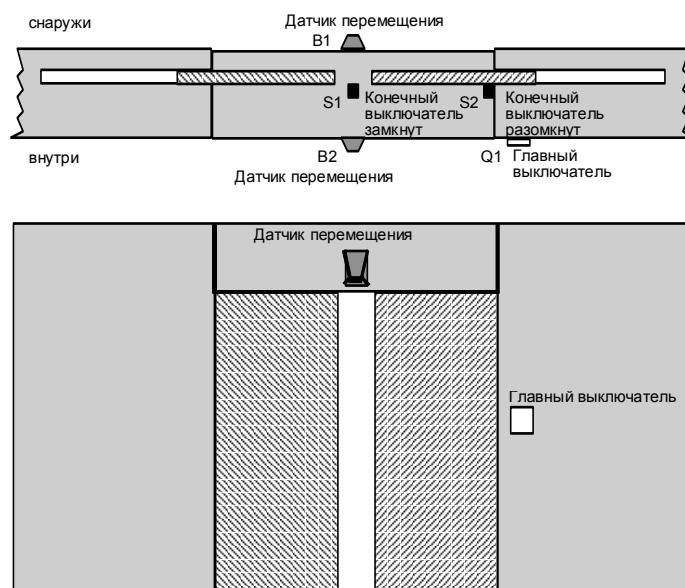 снаружи
Датчик перемещения
B1
S1
Конечный
выключатель
замкнут
S2
Конечный
выключатель
разомкнут
внутри
B2
Датчик перемещения
Q1
Главный
выключатель
Датчик перемещения
Главный выключатель